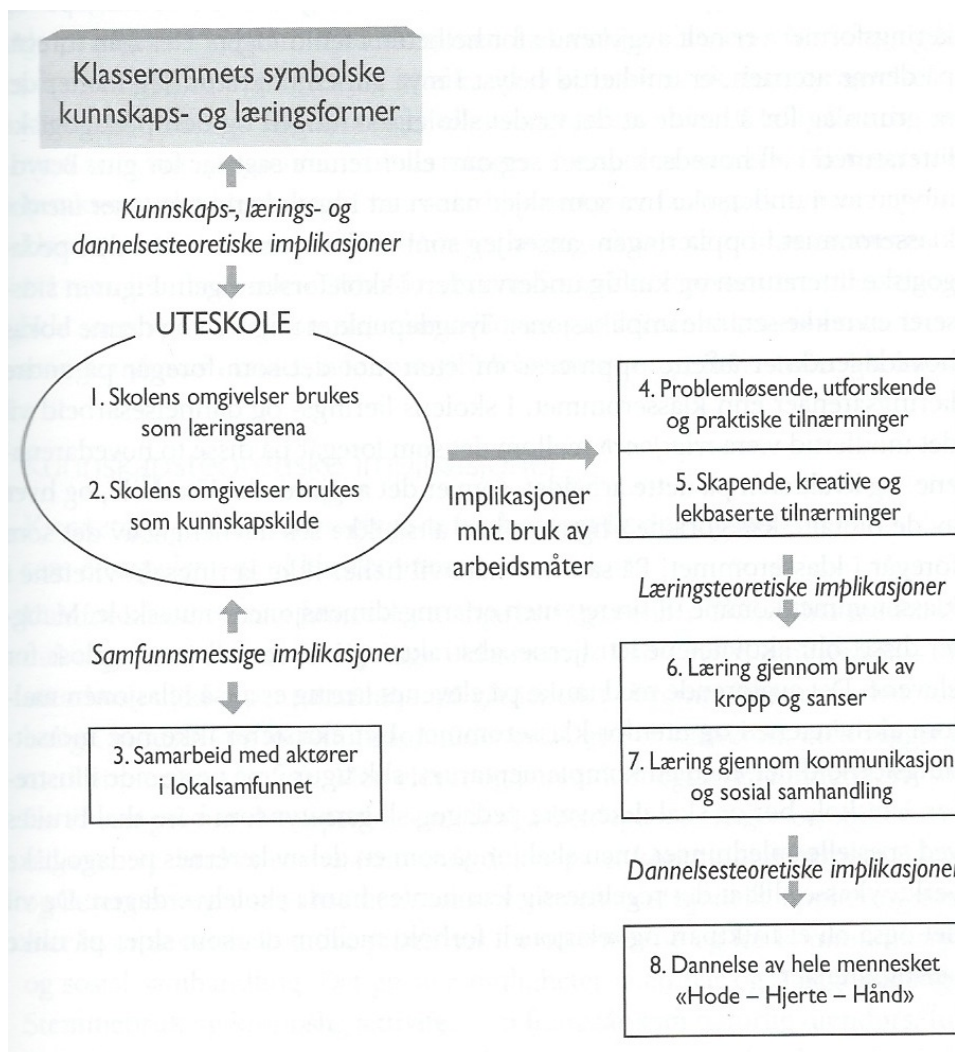 Klasserommets symbolske
kunnskaps- og læringsformer
Kunnskaps-, lærings- og
dannelsesteoretiske implikasjoner
UTESKOLE
1. Skolens omgivelser brukes
som læringsarena
2. Skolens omgivelser brukes
som kunnskapskilde
Samfunnsmessige implikasjoner
3. Samarbeid med aktører
i lokalsamfunnet
Implikasjoner
mht. bruk av
arbeidsmåter
4. Problemløsende, utforskende
og praktiske tilnærminger
5. Skapende, kreative og
lekbaserte tilnærminger
Læringsteoretiske implikasjoner
6. Læring gjennom bruk av
kropp og sanser
7. Læring gjennom kommunikasjon
og sosial samhandling
Dannelsesteoretiske implikasjoner
8. Dannelse av hele mennesket
«Hode – Hjerte – Hånd»